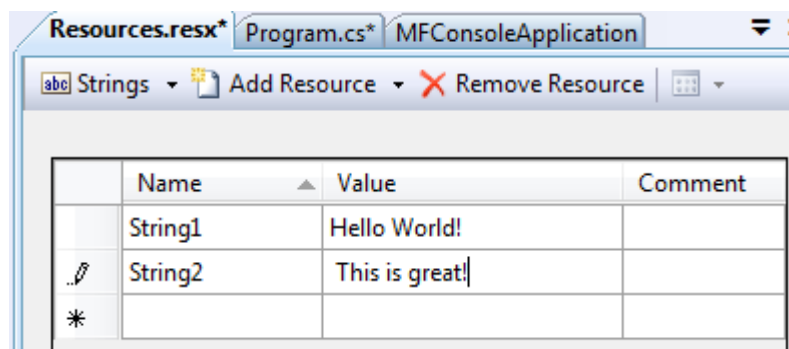 Resources.resx* Program.cs* MFConsoleApplication
abc Strings Add Resource Remove Resource
Name Value Comment
String1 Hello World!
String2 This is great!